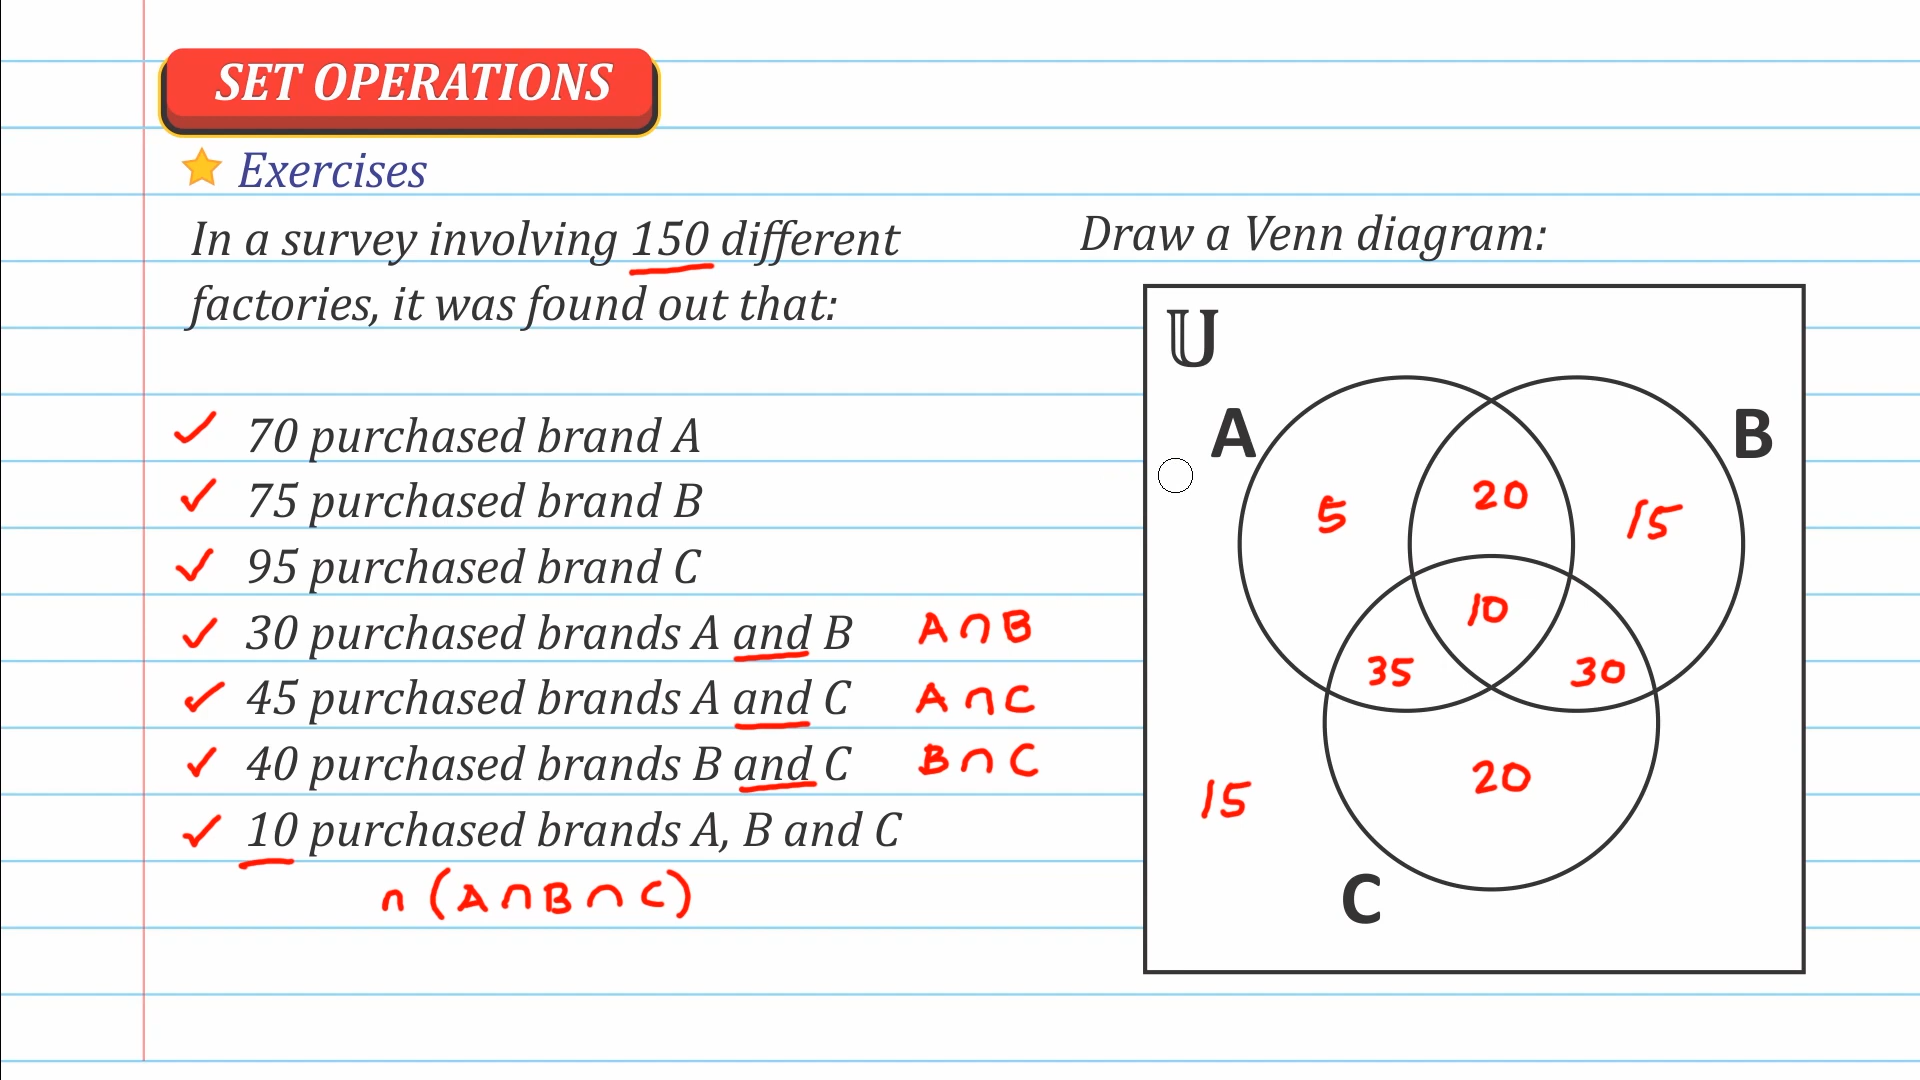 SET OPERATIONS
Exercises
In a survey involving 150 different
factories, it was found out that:
70 purchased brand A
75 purchased brand B
95 purchased brand C
30 purchased brands A and B A∩B
45 purchased brands A and C A∩C
40 purchased brands B and C B∩C
10 purchased brands A, B and C
n(A∩B∩C)
Draw a Venn diagram:
𝕌
A
B
5
20
15
10
35
30
20
15
C